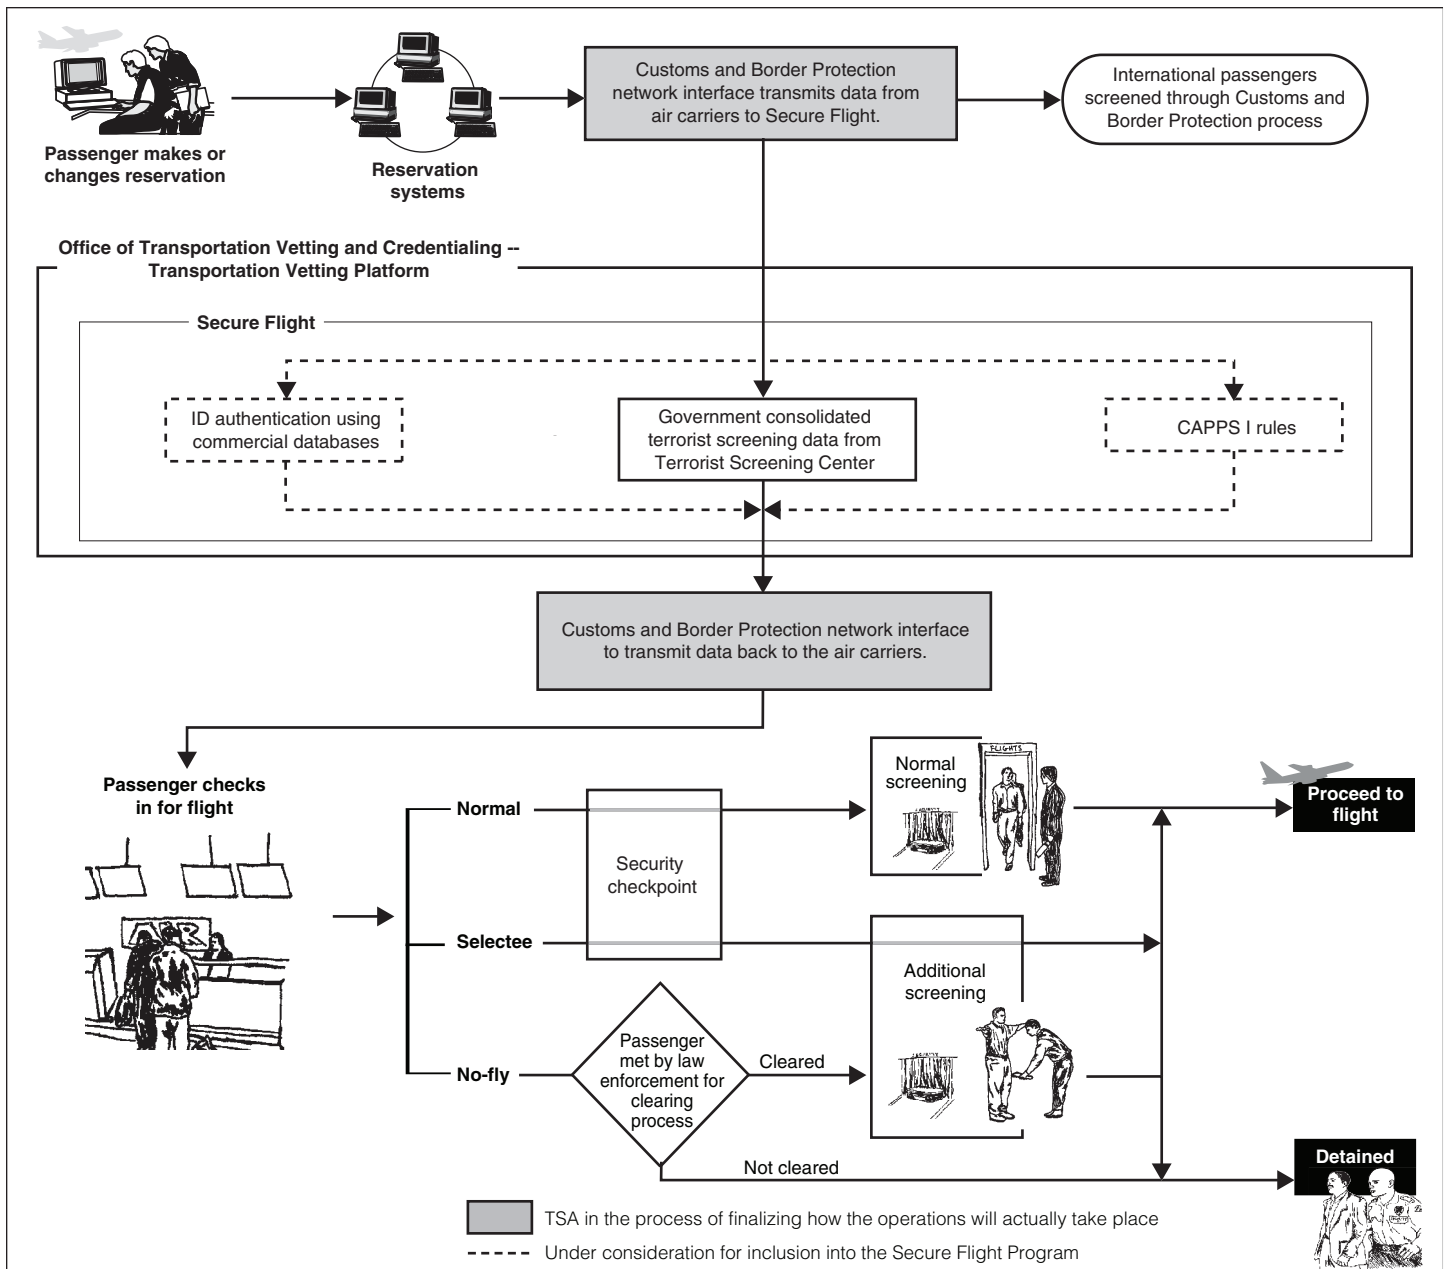 Passenger makes or
changes reservation
Reservation
systems
Customs and Border Protection
network interface transmits data from
air carriers to Secure Flight.
International passengers
screened through Customs and
Border Protection process
Office of Transportation Vetting and Credentialing --
Transportation Vetting Platform
Secure Flight
ID authentication using
commercial databases
Government consolidated
terrorist screening data from
Terrorist Screening Center
CAPPS I rules
Customs and Border Protection network interface
to transmit data back to the air carriers.
Passenger checks
in for flight
AIR
Normal
Selectee
No-fly
Security
checkpoint
Normal
screening
FLIGHTS
Proceed to
flight
Additional
screening
Passenger
met by law
enforcement for
clearing
process
Cleared
Not cleared
Detained
TSA in the process of finalizing how the operations will actually take place
Under consideration for inclusion into the Secure Flight Program